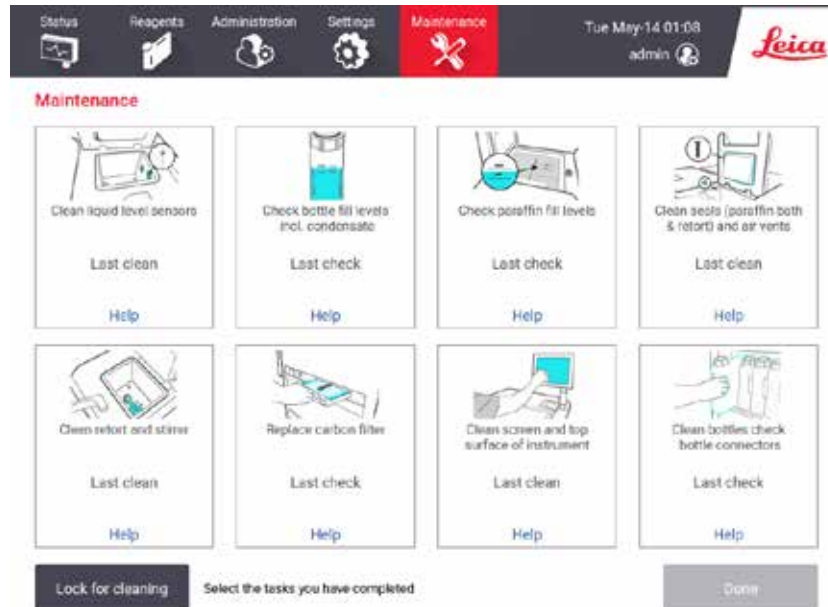 Status Reagents Administration Settings Maintenance Tue May-14 01:08
admin
Leica
Maintenance
Clean liquid level sensors
Check bottle fill levels
incl. condensate
Check paraffin fill levels
Clean seals (paraffin bath
& retort) and air vents
Last clean Last check Last check Last clean
Help Help Help Help
Clean retort and stirrer
Replace carbon filter
Clean screen and top
surface of instrument
Clean bottles check
bottle connectors
Last clean Last check Last clean Last check
Help Help Help Help
Lock for cleaning Select the tasks you have completed Done